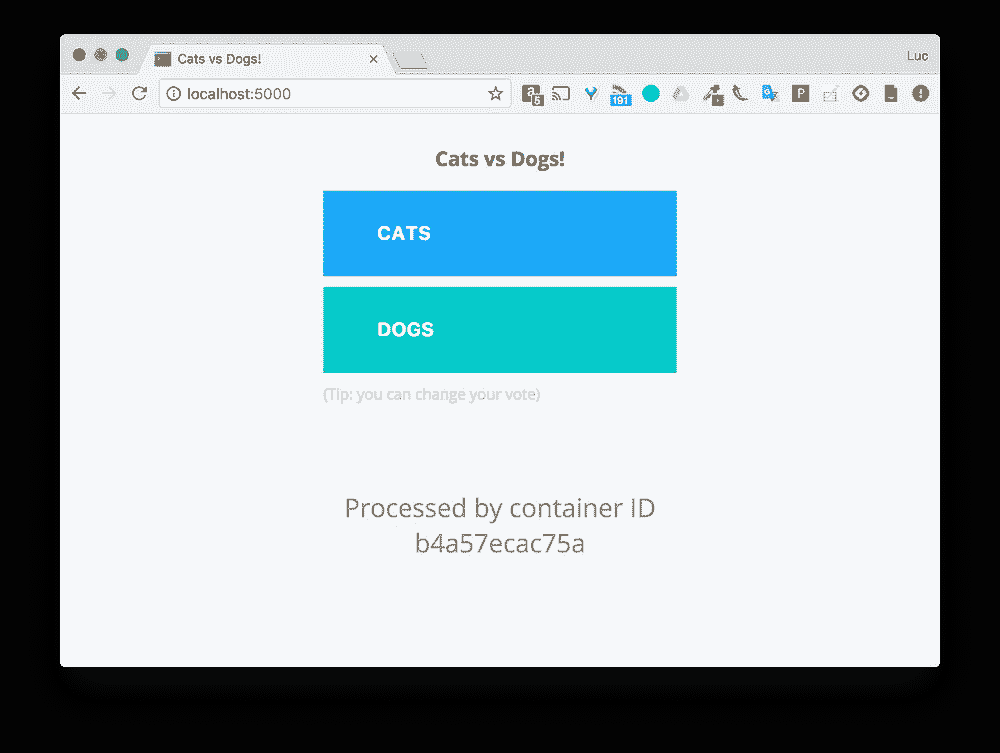 Cats vs Dogs!
Luc
localhost:5000
a
5
191
P
Cats vs Dogs!
CATS
DOGS
(Tip: you can change your vote)
Processed by container ID
b4a57ecac75a